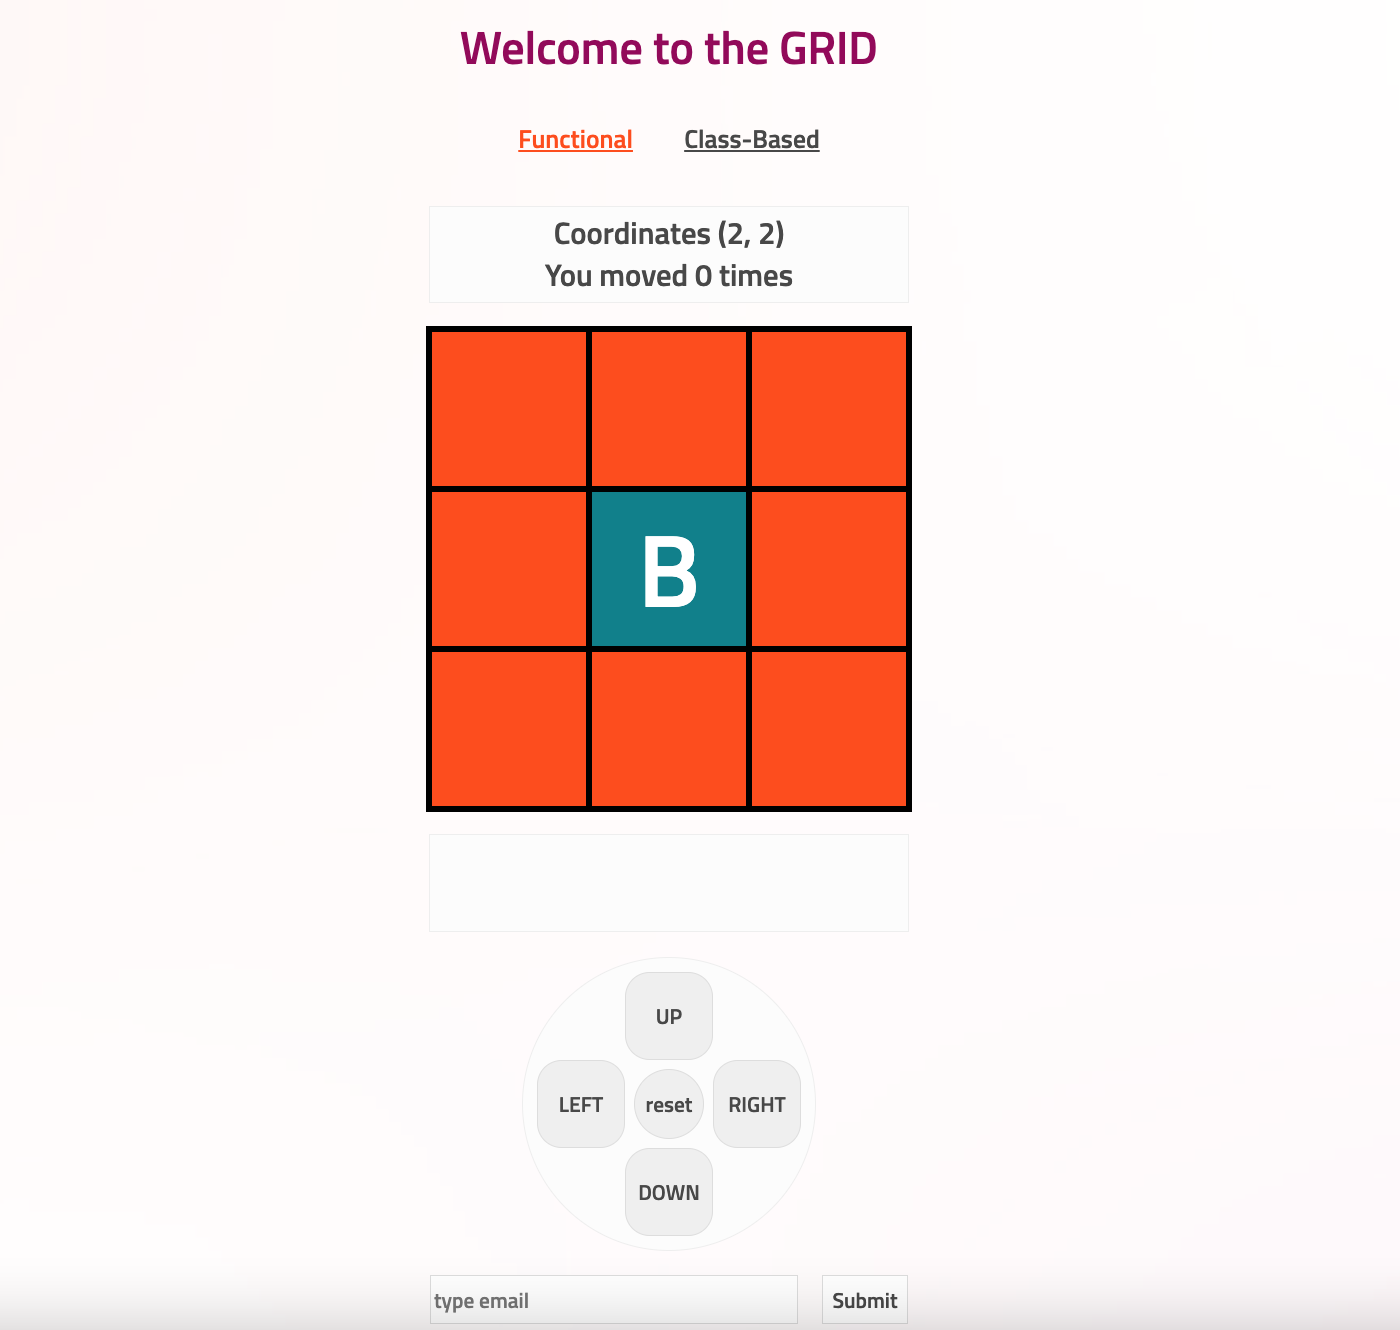 Welcome to the GRID
Functional Class-Based
Coordinates (2, 2)
You moved 0 times
B
UP
LEFT reset RIGHT
DOWN
type email Submit